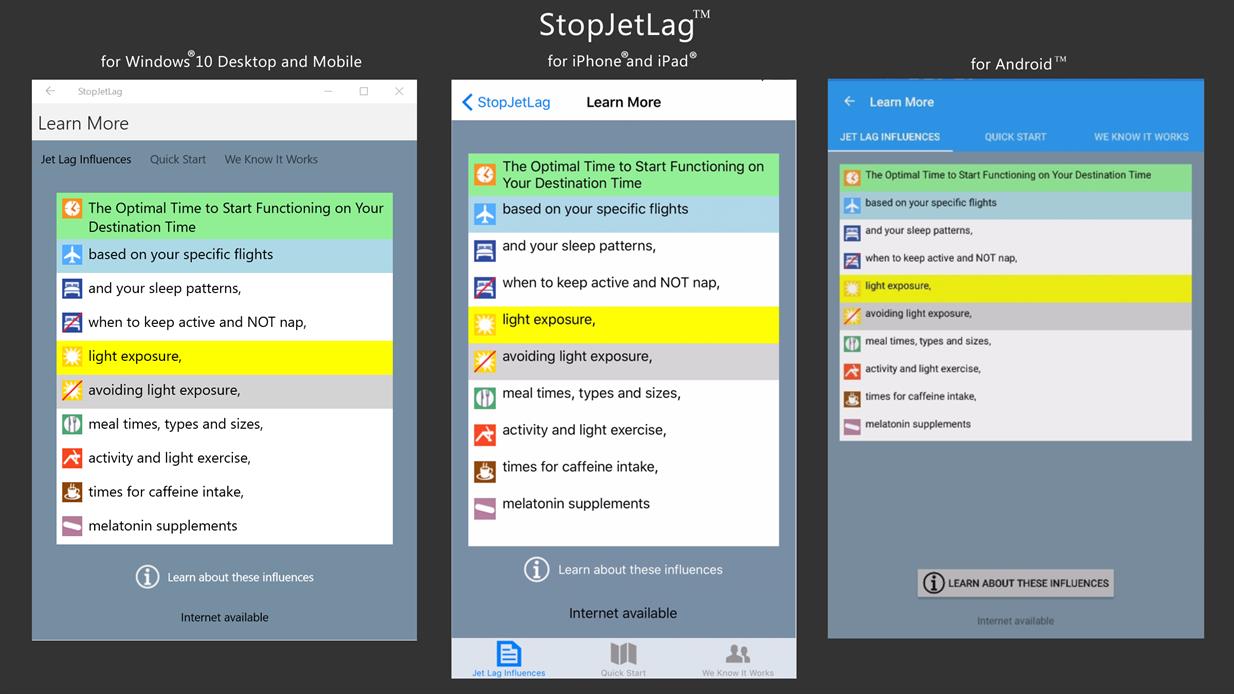 StopJetLag™
for Windows®10 Desktop and Mobile
StopJetLag
Learn More
Jet Lag Influences Quick Start We Know It Works
The Optimal Time to Start Functioning on Your
Destination Time
based on your specific flights
and your sleep patterns,
when to keep active and NOT nap,
light exposure,
avoiding light exposure,
meal times, types and sizes,
activity and light exercise,
times for caffeine intake,
melatonin supplements
Learn about these influences
Internet available
for iPhone®and iPad®
StopJetLag Learn More
The Optimal Time to Start Functioning on
Your Destination Time
based on your specific flights
and your sleep patterns,
when to keep active and NOT nap,
light exposure,
avoiding light exposure,
meal times, types and sizes,
activity and light exercise,
times for caffeine intake,
melatonin supplements
Learn about these influences
Internet available
Jet Lag Influences Quick Start We Know It Works
for Android™
Learn More
JET LAG INFLUENCES QUICK START WE KNOW IT WORKS
The Optimal Time to Start Functioning on Your Destination Time
based on your specific flights
and your sleep patterns,
when to keep active and NOT nap,
light exposure,
avoiding light exposure,
meal times, types and sizes,
activity and light exercise,
times for caffeine intake,
melatonin supplements
LEARN ABOUT THESE INFLUENCES
Internet available